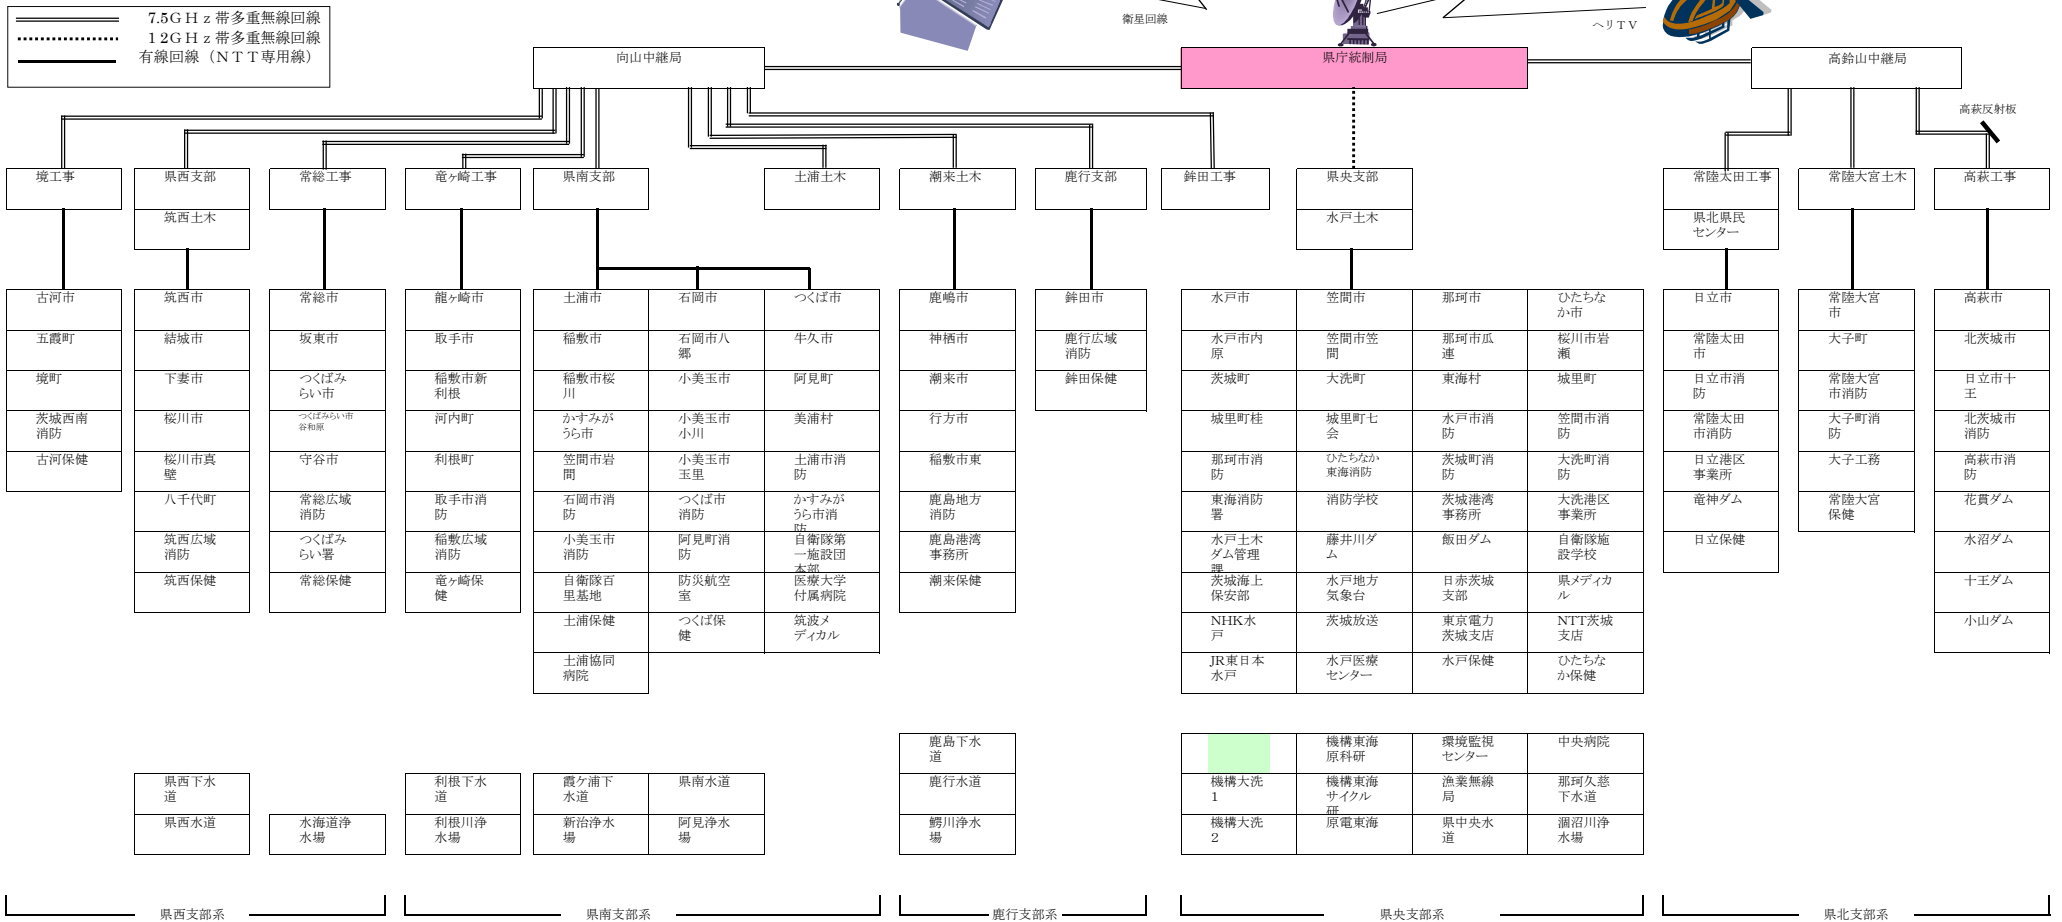 7.5GHz帯多重無線回線
12GHz帯多重無線回線
有線回線（NTT専用線）
衛星回線
ヘリTV
向山中継局
県庁統制局
高鈴山中継局
高萩反射板
境工事
県西支部
常総工事
竜ヶ崎工事
県南支部
土浦土木
潮来土木
鹿行支部
鉾田工事
県央支部
常陸太田工事
常陸大宮土木
高萩工事
筑西土木
水戸土木
県北県民
センター
古河市
五霞町
境町
茨城西南
消防
古河保健
筑西市
結城市
下妻市
桜川市
桜川市真
壁
八千代町
筑西広域
消防
筑西保健
常総市
坂東市
つくばみ
らい市
つくばみらい市
谷和原
守谷市
常総広域
消防
つくばみ
らい署
常総保健
龍ヶ崎市
取手市
稲敷市新
利根
河内町
利根町
取手市消
防
稲敷広域
消防
竜ヶ崎保
健
土浦市
稲敷市
稲敷市桜
川
かすみが
うら市
笠間市岩
間
石岡市消
防
小美玉市
消防
自衛隊百
里基地
土浦保健
土浦協同
病院
石岡市
石岡市八
郷
小美玉市
小美玉市
小川
小美玉市
玉里
つくば市
消防
阿見町消
防
防災航空
室
つくば保
健
つくば市
牛久市
阿見町
美浦村
土浦市消
防
かすみが
うら市消
防
自衛隊第
一施設団
本部
医療大学
付属病院
筑波メ
ディカル
鹿嶋市
神栖市
潮来市
行方市
稲敷市東
鹿島地方
消防
鹿島港湾
事務所
潮来保健
鉾田市
鹿行広域
消防
鉾田保健
水戸市
水戸市内
原
茨城町
城里町桂
那珂市消
防
東海消防
署
水戸土木
ダム管理
課
茨城海上
保安部
NHK水
戸
JR東日本
水戸
笠間市
笠間市笠
間
大洗町
城里町七
会
ひたちなか
東海消防
消防学校
藤井川ダ
ム
水戸地方
気象台
茨城放送
水戸医療
センター
那珂市
那珂市瓜
連
東海村
水戸市消
防
茨城町消
防
茨城港湾
事務所
飯田ダム
日赤茨城
支部
東京電力
茨城支店
水戸保健
ひたちな
か市
桜川市岩
瀬
城里町
笠間市消
防
大洗町消
防
大洗港区
事業所
自衛隊施
設学校
県メディカ
ル
NTT茨城
支店
ひたちな
か保健
日立市
常陸太田
市
日立市消
防
常陸太田
市消防
日立港区
事業所
竜神ダム
日立保健
常陸大宮
市
大子町
常陸大宮
市消防
大子町消
防
大子工務
常陸大宮
保健
高萩市
北茨城市
日立市十
王
北茨城市
消防
高萩市消
防
花貫ダム
水沼ダム
十王ダム
小山ダム
県西下水
道
県西水道
水海道浄
水場
利根下水
道
利根川浄
水場
霞ケ浦下
水道
新治浄水
場
県南水道
阿見浄水
場
鹿島下水
道
鹿行水道
鰐川浄水
場
機構大洗
1
機構大洗
2
機構東海
原科研
機構東海
サイクル
研
原電東海
環境監視
センター
漁業無線
局
県中央水
道
中央病院
那珂久慈
下水道
涸沼川浄
水場
県西支部系
県南支部系
鹿行支部系
県央支部系
県北支部系